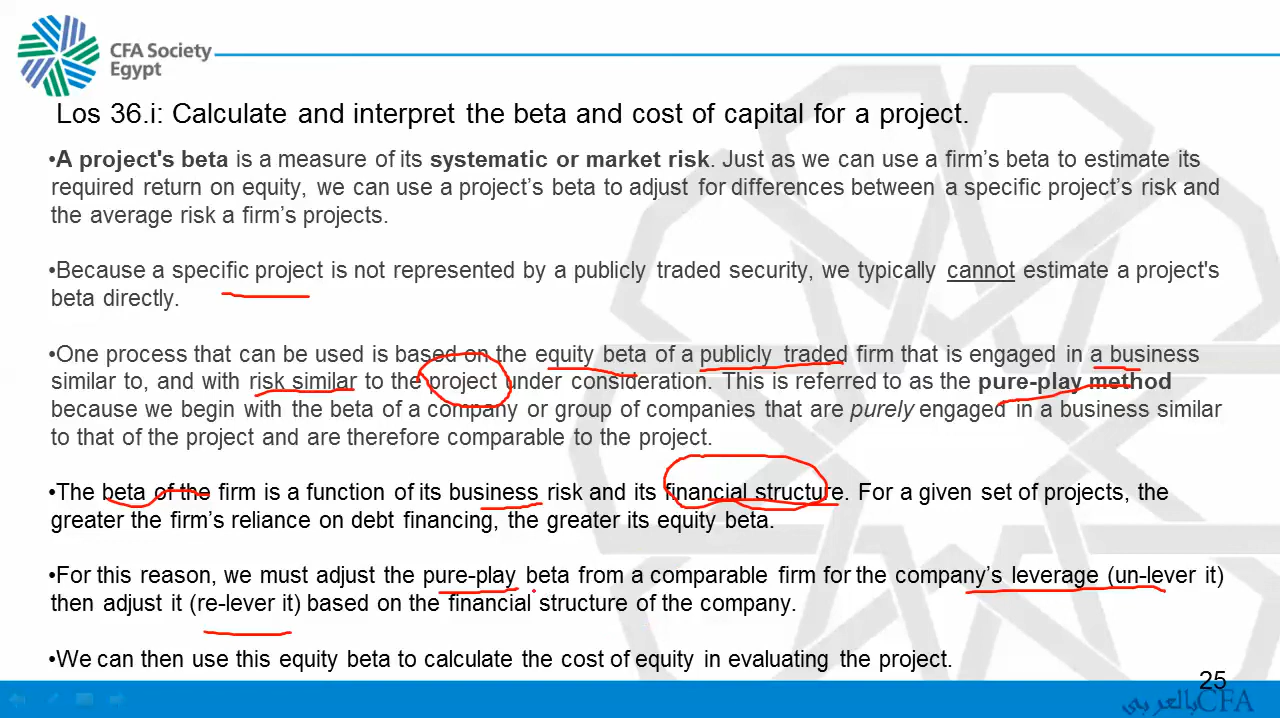 CFA Society
Egypt
Los 36.i: Calculate and interpret the beta and cost of capital for a project.
•A project's beta is a measure of its systematic or market risk. Just as we can use a firm's beta to estimate its
required return on equity, we can use a project's beta to adjust for differences between a specific project's risk and
the average risk a firm's projects.
•Because a specific project is not represented by a publicly traded security, we typically cannot estimate a project's
beta directly.
•One process that can be used is based on the equity beta of a publicly traded firm that is engaged in a business
similar to, and with risk similar to the project under consideration. This is referred to as the pure-play method
because we begin with the beta of a company or group of companies that are purely engaged in a business similar
to that of the project and are therefore comparable to the project.
•The beta of the firm is a function of its business risk and its financial structure. For a given set of projects, the
greater the firm's reliance on debt financing, the greater its equity beta.
•For this reason, we must adjust the pure-play beta from a comparable firm for the company's leverage (un-lever it)
then adjust it (re-lever it) based on the financial structure of the company.
•We can then use this equity beta to calculate the cost of equity in evaluating the project.
25
CFA بالعربي